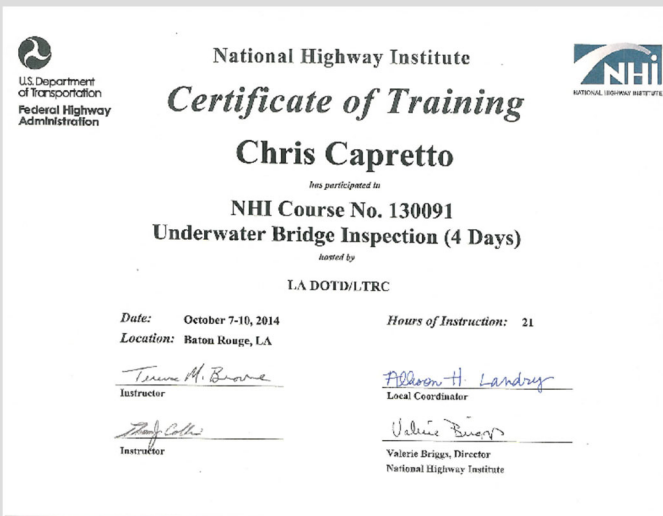 U.S. Department
of Transportation
Federal Highway
Administration
National Highway Institute
NHI
NATIONAL HIGHWAY INSTITUTE
Certificate of Training
Chris Capretto
has participated in
NHI Course No. 130091
Underwater Bridge Inspection (4 Days)
hosted by
LA DOTD/LTRC
Date: October 7-10, 2014
Hours of Instruction: 21
Location: Baton Rouge, LA
Allison H. Landry
Instructor
Local Coordinator
Valerie Briggs
Instructor
Valerie Briggs, Director
National Highway Institute